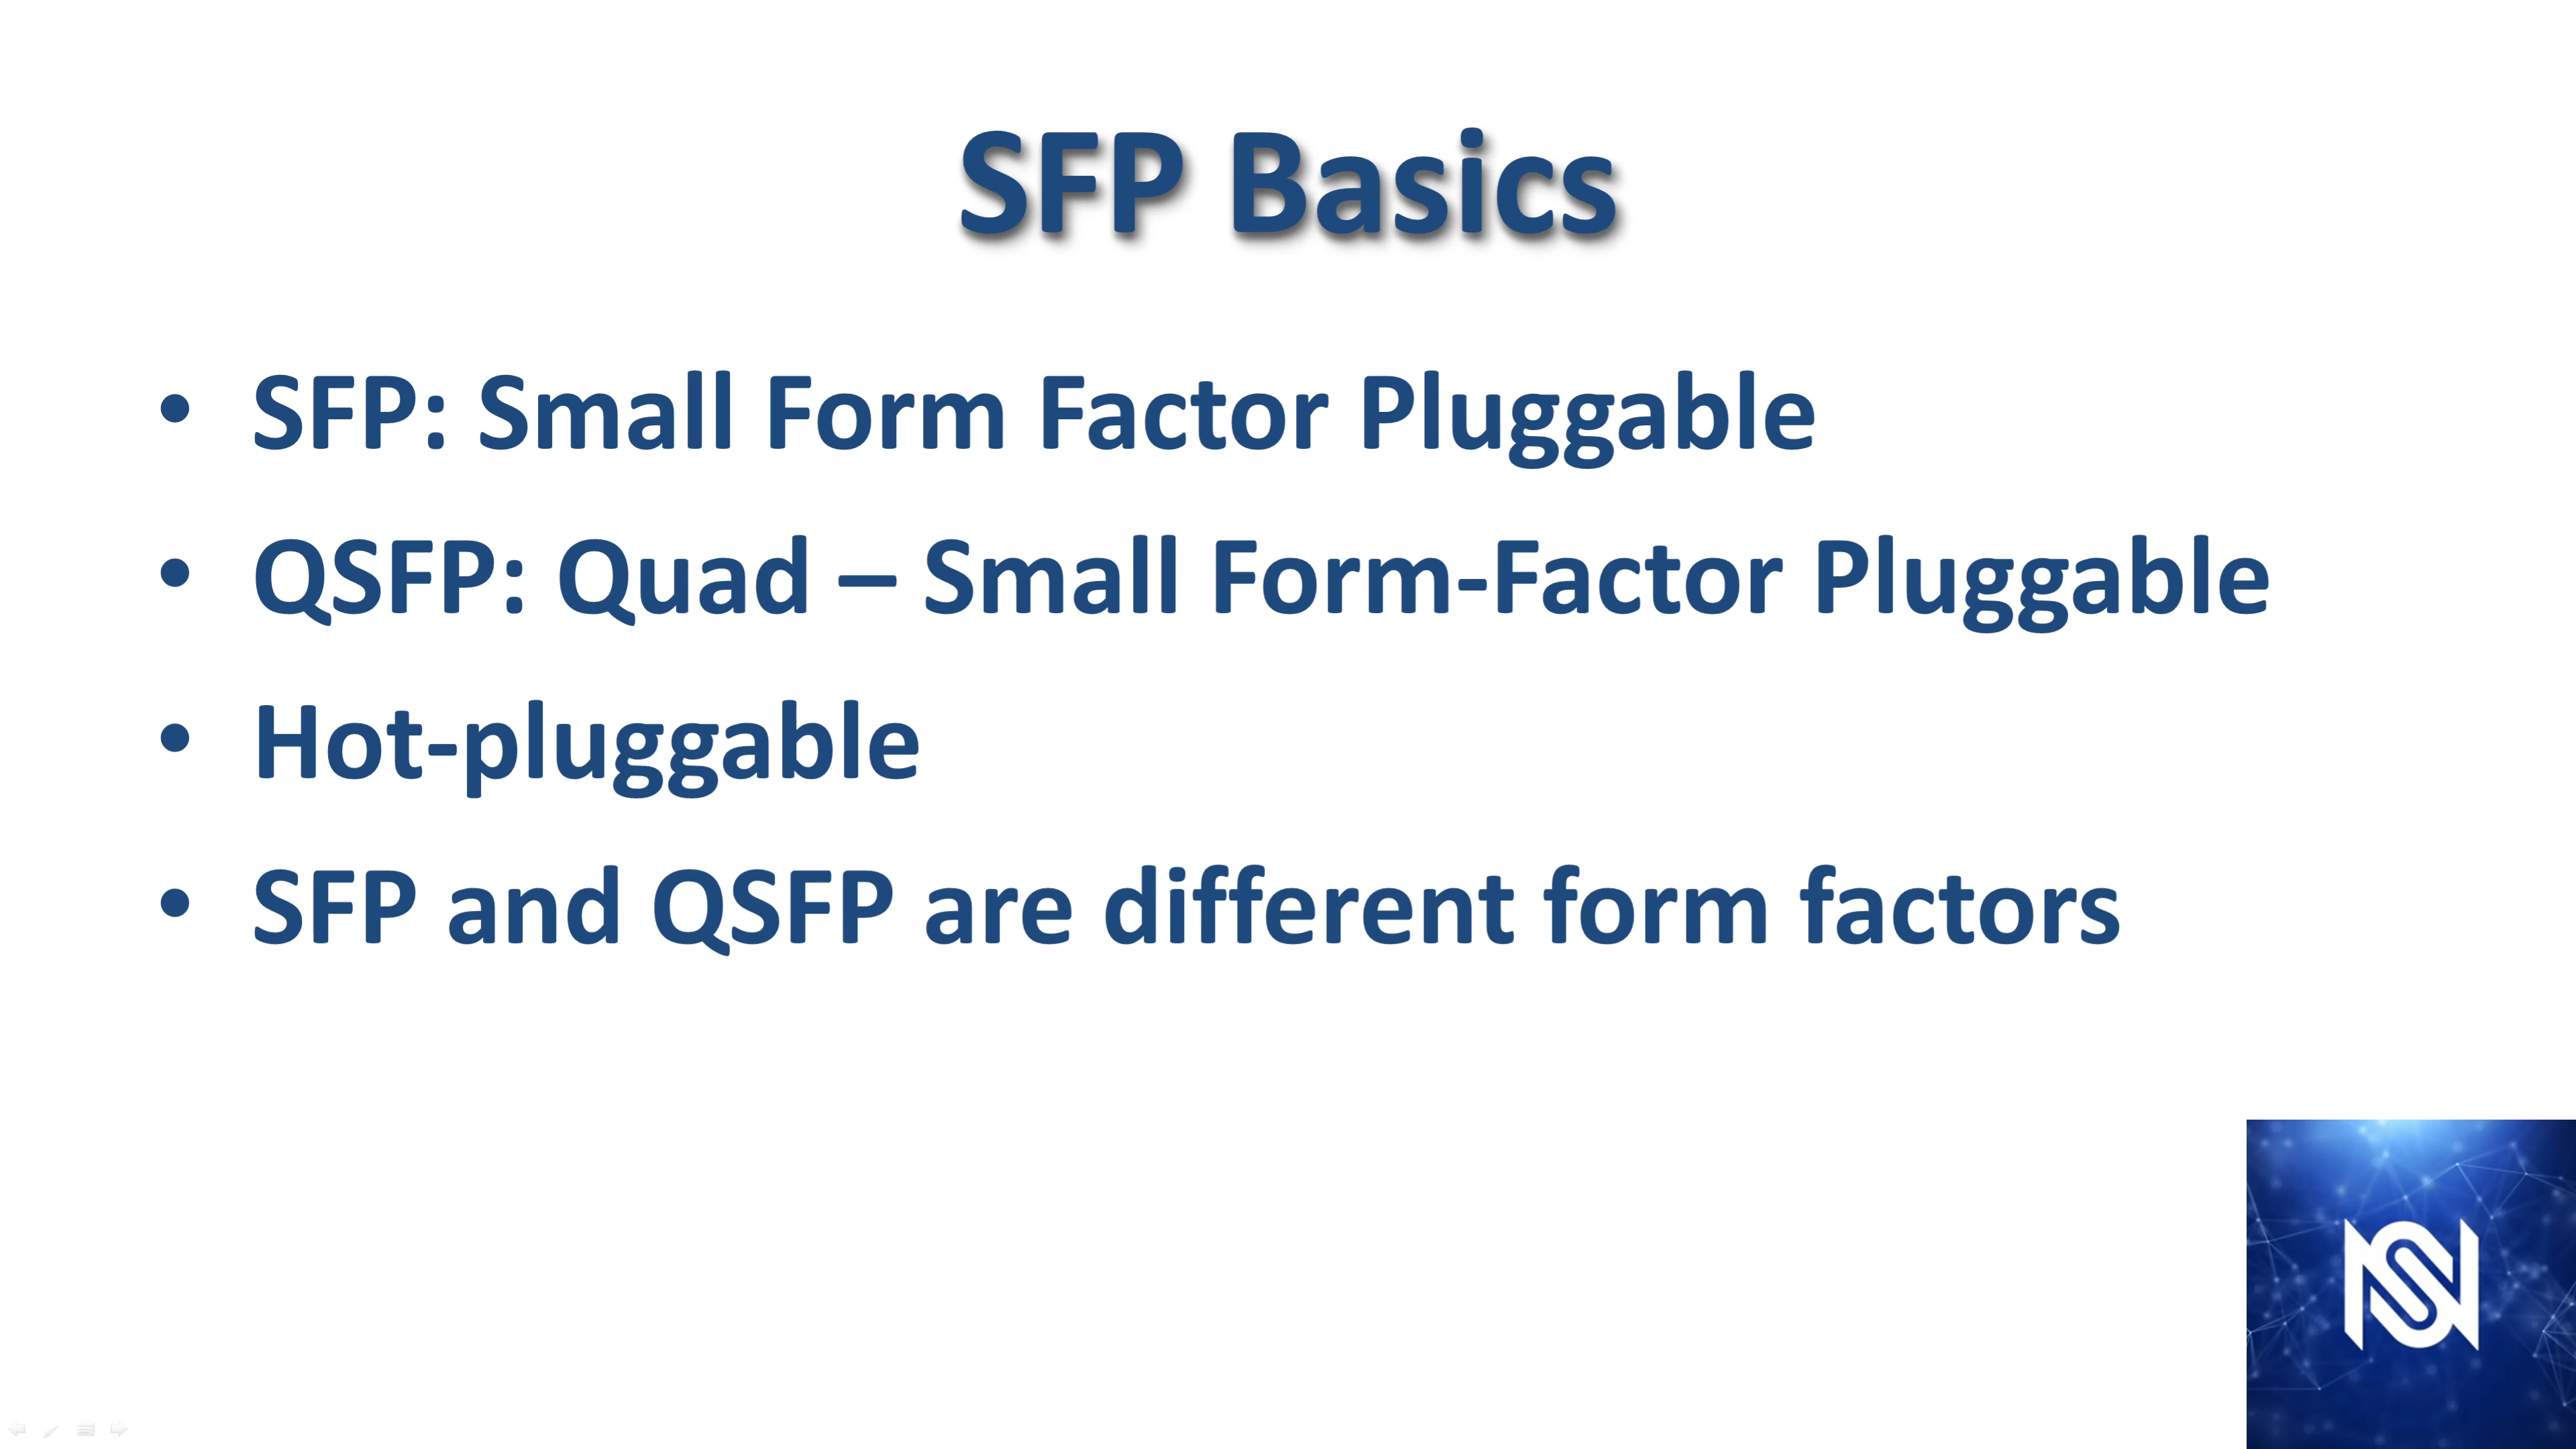 SFP Basics
• SFP: Small Form Factor Pluggable
• QSFP: Quad – Small Form-Factor Pluggable
• Hot-pluggable
• SFP and QSFP are different form factors
NS